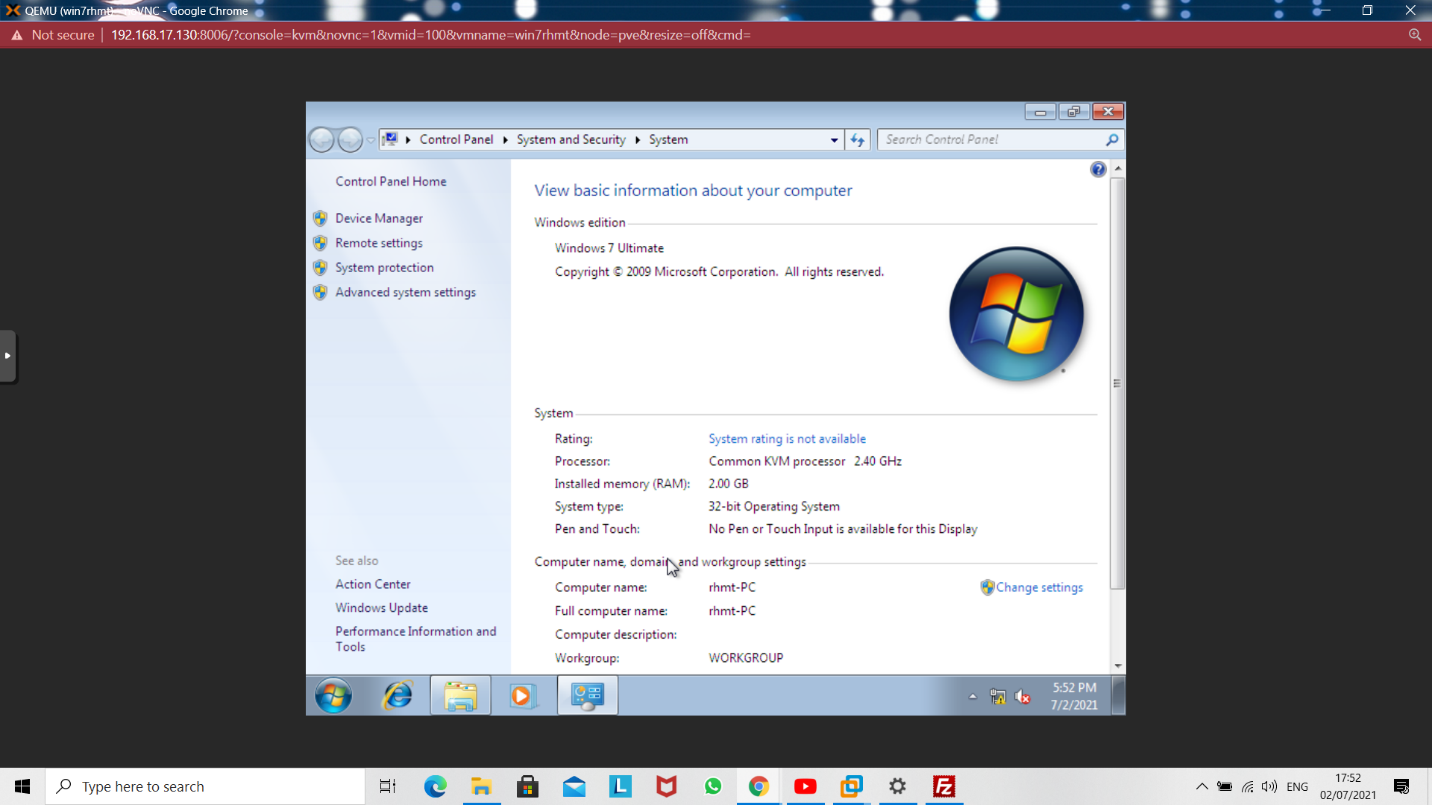 QEMU (win7rhmt) - noVNC - Google Chrome
Not secure | 192.168.17.130:8006/?console=kvm&novnc=1&vmid=100&vmname=win7rhmt&node=pve&resize=off&cmd=
Control Panel System and Security System
Search Control Panel
Control Panel Home
Device Manager
Remote settings
System protection
Advanced system settings
See also
Action Center
Windows Update
Performance Information and
Tools
View basic information about your computer
Windows edition
Windows 7 Ultimate
Copyright © 2009 Microsoft Corporation. All rights reserved.
System
Rating: System rating is not available
Processor: Common KVM processor 2.40 GHz
Installed memory (RAM): 2.00 GB
System type: 32-bit Operating System
Pen and Touch: No Pen or Touch Input is available for this Display
Computer name, domain, and workgroup settings
Computer name: rhmt-PC
Change settings
Full computer name: rhmt-PC
Computer description:
Workgroup: WORKGROUP
5:52 PM
7/2/2021
Type here to search
ENG
17:52
02/07/2021